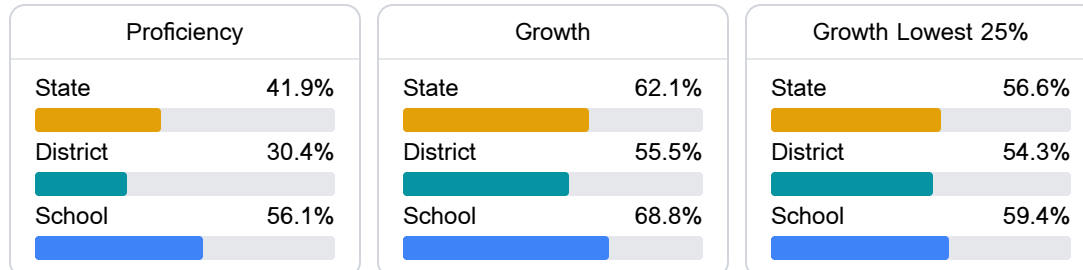 Proficiency
State 41.9%
District 30.4%
School 56.1%
Growth
State 62.1%
District 55.5%
School 68.8%
Growth Lowest 25%
State 56.6%
District 54.3%
School 59.4%